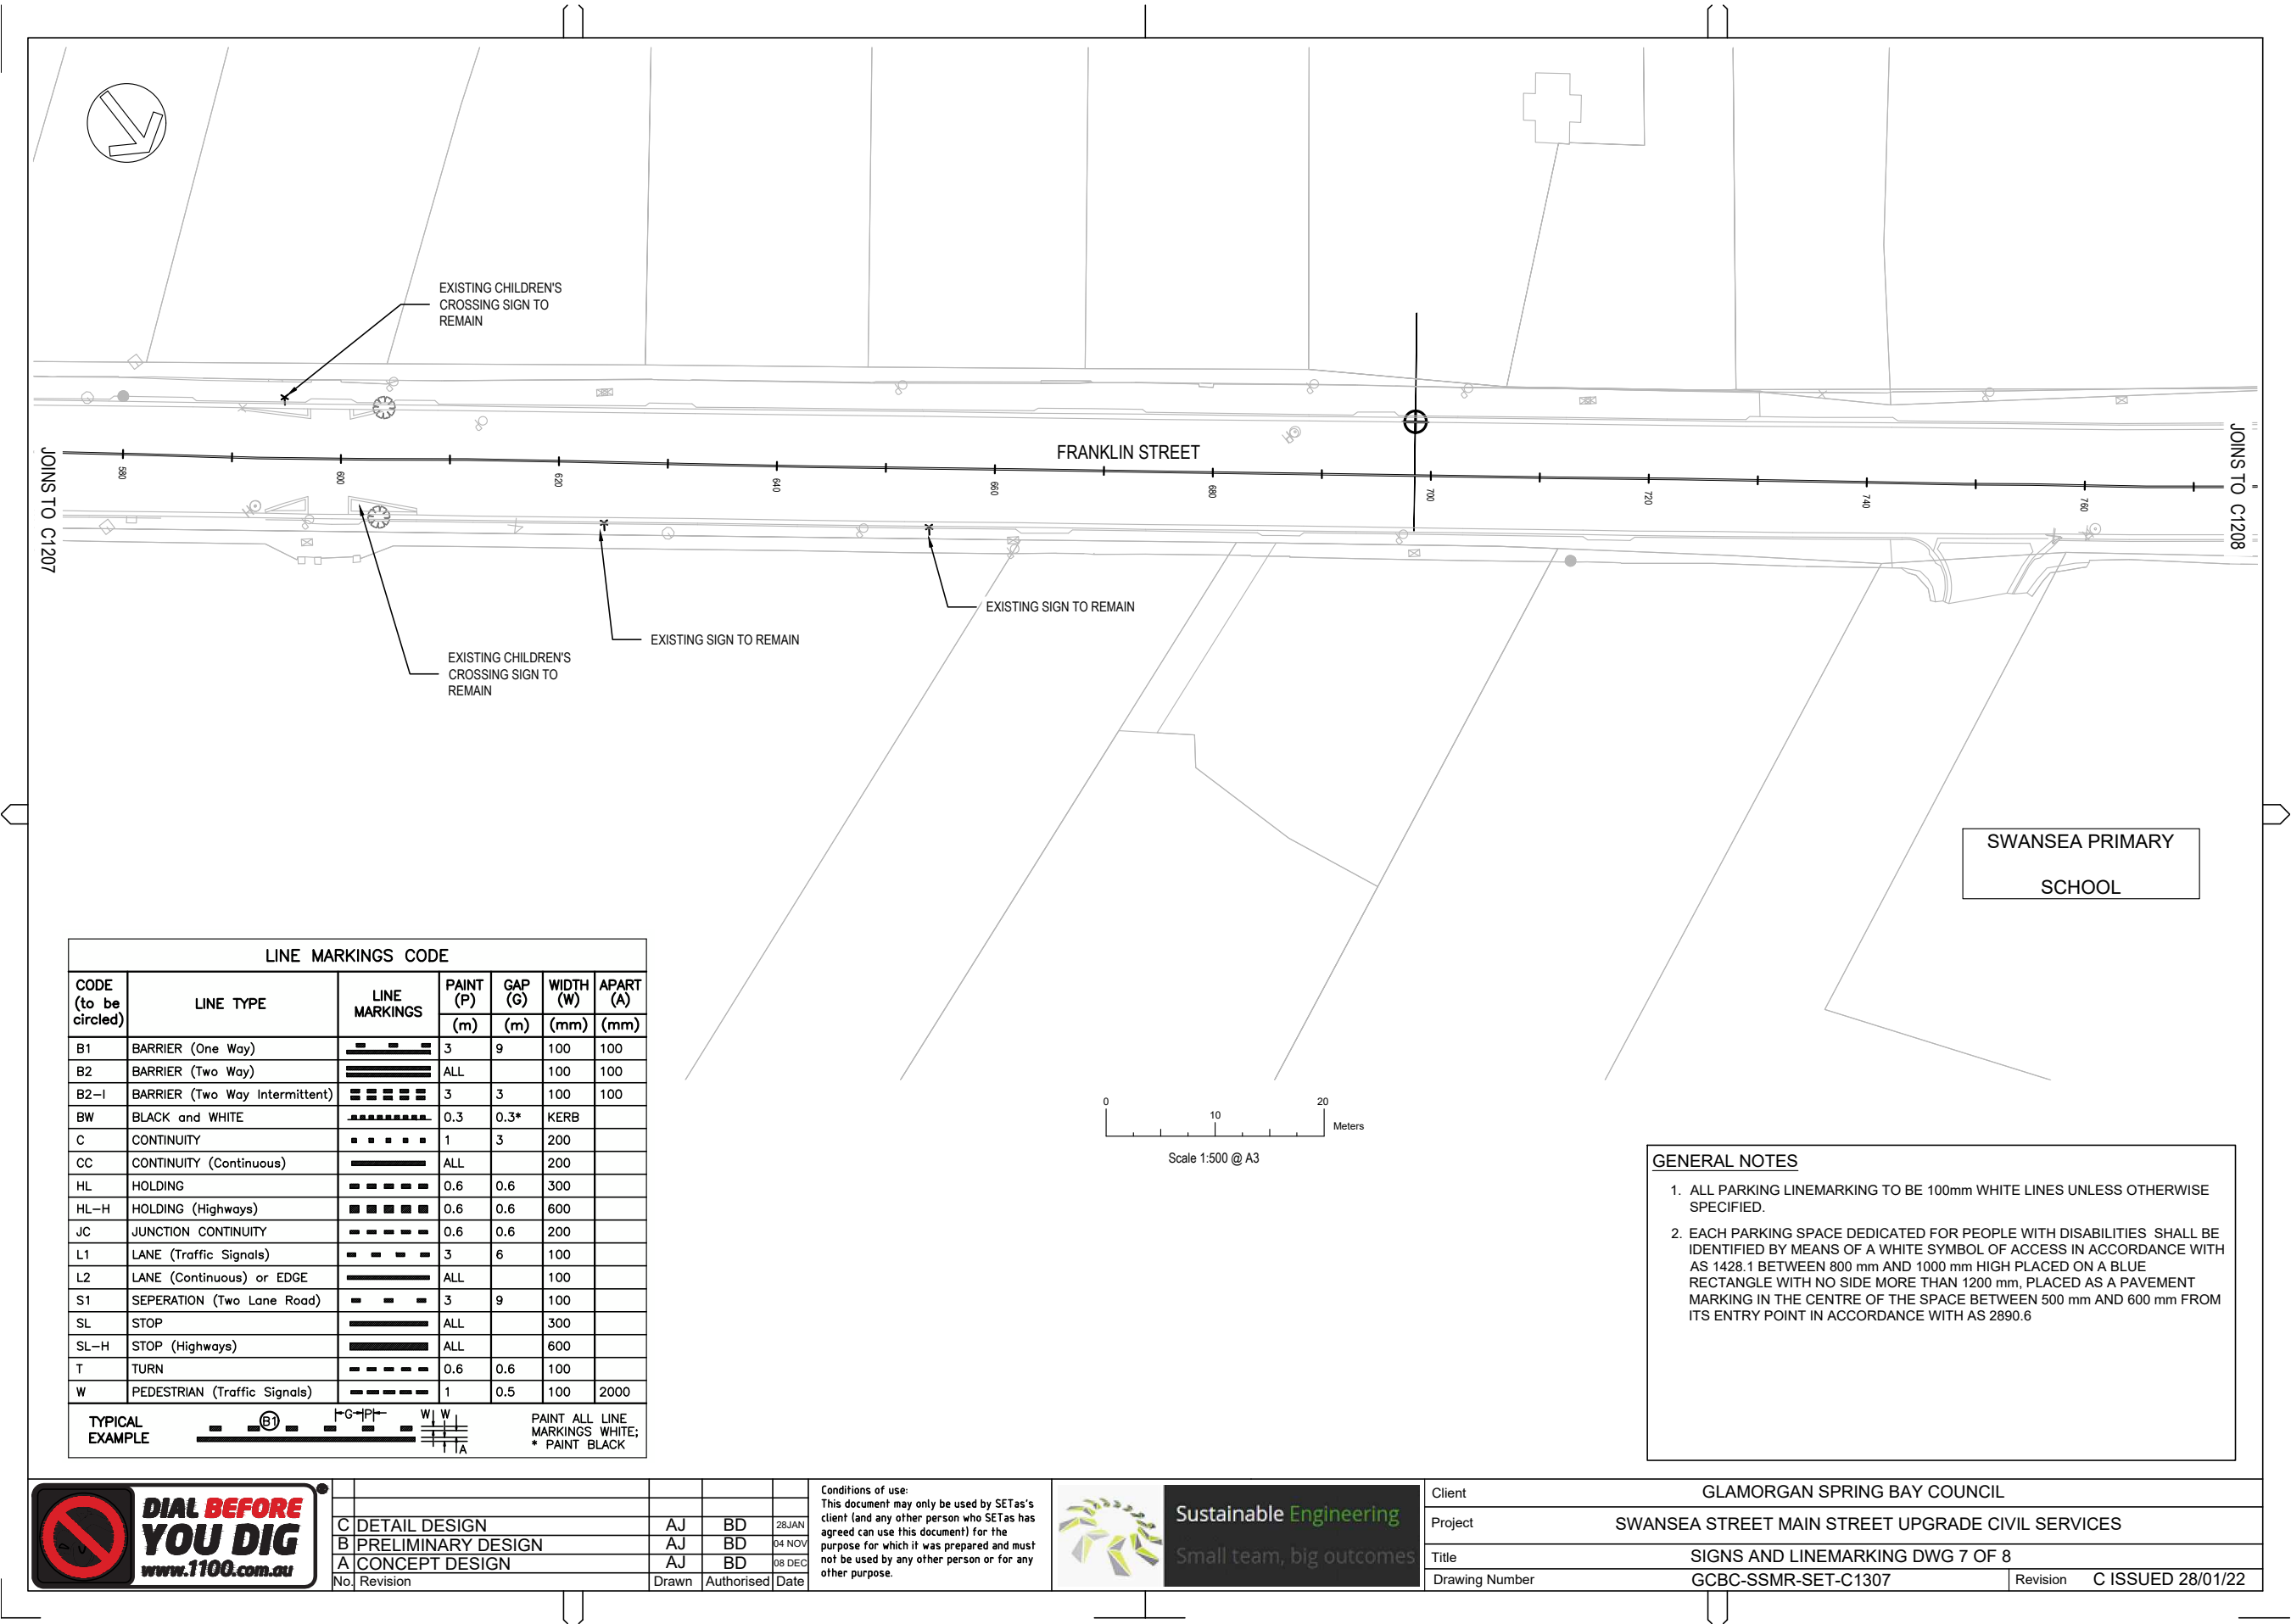 EXISTING CHILDREN'S
CROSSING SIGN TO
REMAIN
FRANKLIN STREET
JOINS TO C1207
JOINS TO C1208
580
600
620
640
660
680
700
720
740
760
EXISTING SIGN TO REMAIN
EXISTING SIGN TO REMAIN
EXISTING CHILDREN'S
CROSSING SIGN TO
REMAIN
SWANSEA PRIMARY
SCHOOL
LINE MARKINGS CODE
CODE (to be circled) LINE TYPE LINE MARKINGS PAINT (P) GAP (G) WIDTH (W) APART (A)
(m) (m) (mm) (mm)
B1 BARRIER (One Way) 3 9 100 100
B2 BARRIER (Two Way) ALL 100 100
B2-I BARRIER (Two Way Intermittent) 3 3 100 100
BW BLACK and WHITE 0.3 0.3* KERB
C CONTINUITY 1 3 200
CC CONTINUITY (Continuous) ALL 200
HL HOLDING 0.6 0.6 300
HL-H HOLDING (Highways) 0.6 0.6 600
JC JUNCTION CONTINUITY 0.6 0.6 200
L1 LANE (Traffic Signals) 3 6 100
L2 LANE (Continuous) or EDGE ALL 100
S1 SEPERATION (Two Lane Road) 3 9 100
SL STOP ALL 300
SL-H STOP (Highways) ALL 600
T TURN 0.6 0.6 100
W PEDESTRIAN (Traffic Signals) 1 0.5 100 2000
TYPICAL
EXAMPLE
B1
G P
W W
A
PAINT ALL LINE
MARKINGS WHITE;
* PAINT BLACK
0 10 20
Meters
Scale 1:500 @ A3
GENERAL NOTES
1. ALL PARKING LINEMARKING TO BE 100mm WHITE LINES UNLESS OTHERWISE
SPECIFIED.
2. EACH PARKING SPACE DEDICATED FOR PEOPLE WITH DISABILITIES SHALL BE
IDENTIFIED BY MEANS OF A WHITE SYMBOL OF ACCESS IN ACCORDANCE WITH
AS 1428.1 BETWEEN 800 mm AND 1000 mm HIGH PLACED ON A BLUE
RECTANGLE WITH NO SIDE MORE THAN 1200 mm, PLACED AS A PAVEMENT
MARKING IN THE CENTRE OF THE SPACE BETWEEN 500 mm AND 600 mm FROM
ITS ENTRY POINT IN ACCORDANCE WITH AS 2890.6
DIAL BEFORE
YOU DIG
www.1100.com.au
C DETAIL DESIGN AJ BD 28JAN
B PRELIMINARY DESIGN AJ BD 04 NOV
A CONCEPT DESIGN AJ BD 08 DEC
No. Revision Drawn Authorised Date
Conditions of use:
This document may only be used by SETas's
client (and any other person who SETas has
agreed can use this document) for the
purpose for which it was prepared and must
not be used by any other person or for any
other purpose.
Sustainable Engineering
Small team, big outcomes
Client GLAMORGAN SPRING BAY COUNCIL
Project SWANSEA STREET MAIN STREET UPGRADE CIVIL SERVICES
Title SIGNS AND LINEMARKING DWG 7 OF 8
Drawing Number GCBC-SSMR-SET-C1307 Revision C ISSUED 28/01/22